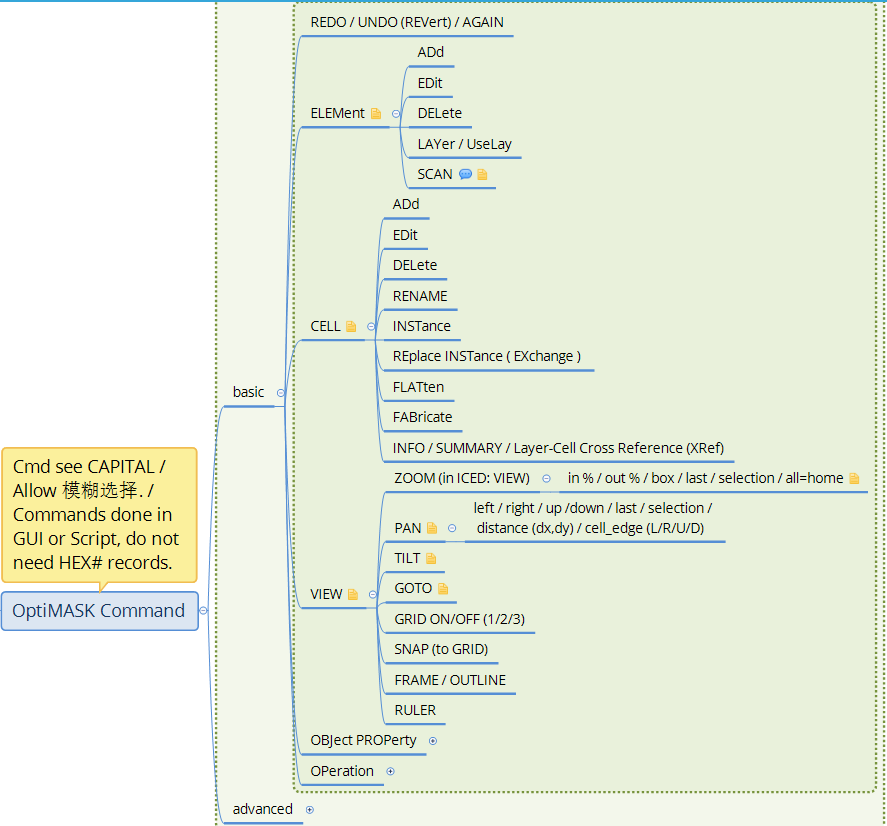 REDO / UNDO (REVert) / AGAIN
ADd
EDit
ELEMent
DELete
LAYer / UseLay
SCAN
ADd
EDit
DELete
RENAME
CELL
INSTance
REplace INSTance ( EXchange )
FLATten
FABricate
INFO / SUMMARY / Layer-Cell Cross Reference (XRef)
basic
ZOOM (in ICED: VIEW)
in % / out % / box / last / selection / all=home
PAN
left / right / up /down / last / selection /
distance (dx,dy) / cell_edge (L/R/U/D)
TILT
GOTO
VIEW
GRID ON/OFF (1/2/3)
SNAP (to GRID)
FRAME / OUTLINE
RULER
OBJect PROPerty
OPeration
advanced
Cmd see CAPITAL /
Allow 模糊选择. /
Commands done in
GUI or Script, do not
need HEX# records.
OptiMASK Command